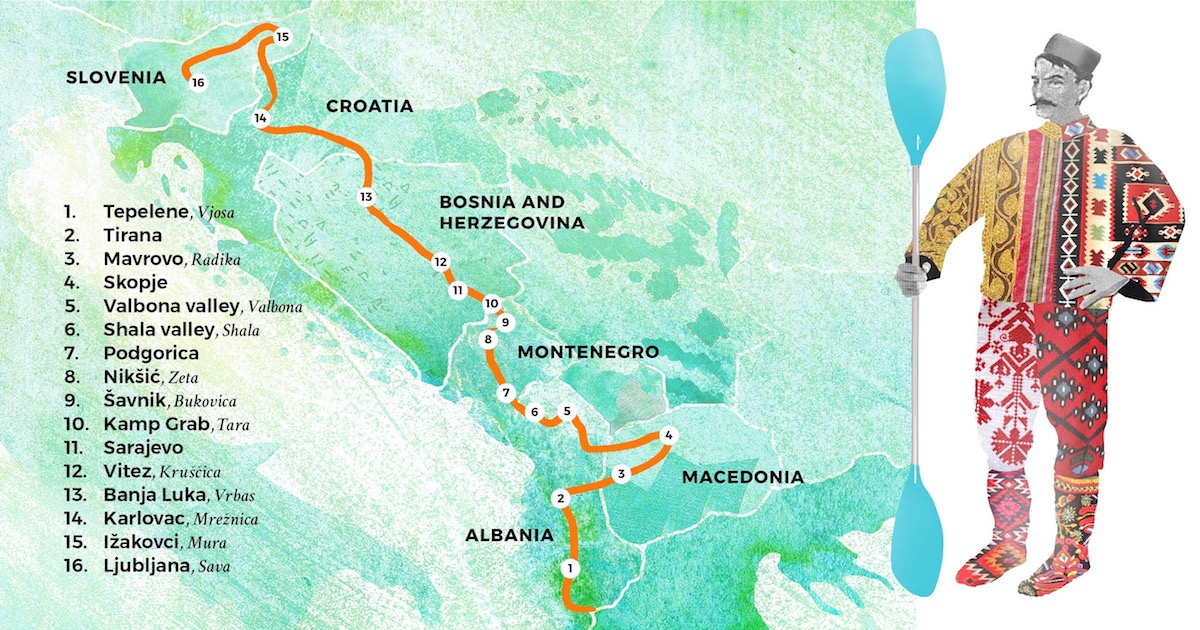 SLOVENIA
CROATIA
BOSNIA AND
HERZEGOVINA
MONTENEGRO
MACEDONIA
ALBANIA
1. Tepelene, Vjosa
2. Tirana
3. Mavrovo, Radika
4. Skopje
5. Valbona valley, Valbona
6. Shala valley, Shala
7. Podgorica
8. Nikšić, Zeta
9. Šavnik, Bukovica
10. Kamp Grab, Tara
11. Sarajevo
12. Vitez, Kruščica
13. Banja Luka, Vrbas
14. Karlovac, Mrežnica
15. Ižakovci, Mura
16. Ljubljana, Sava
15
16
14
13
12
11
10
9
8
7
6
5
4
3
2
1